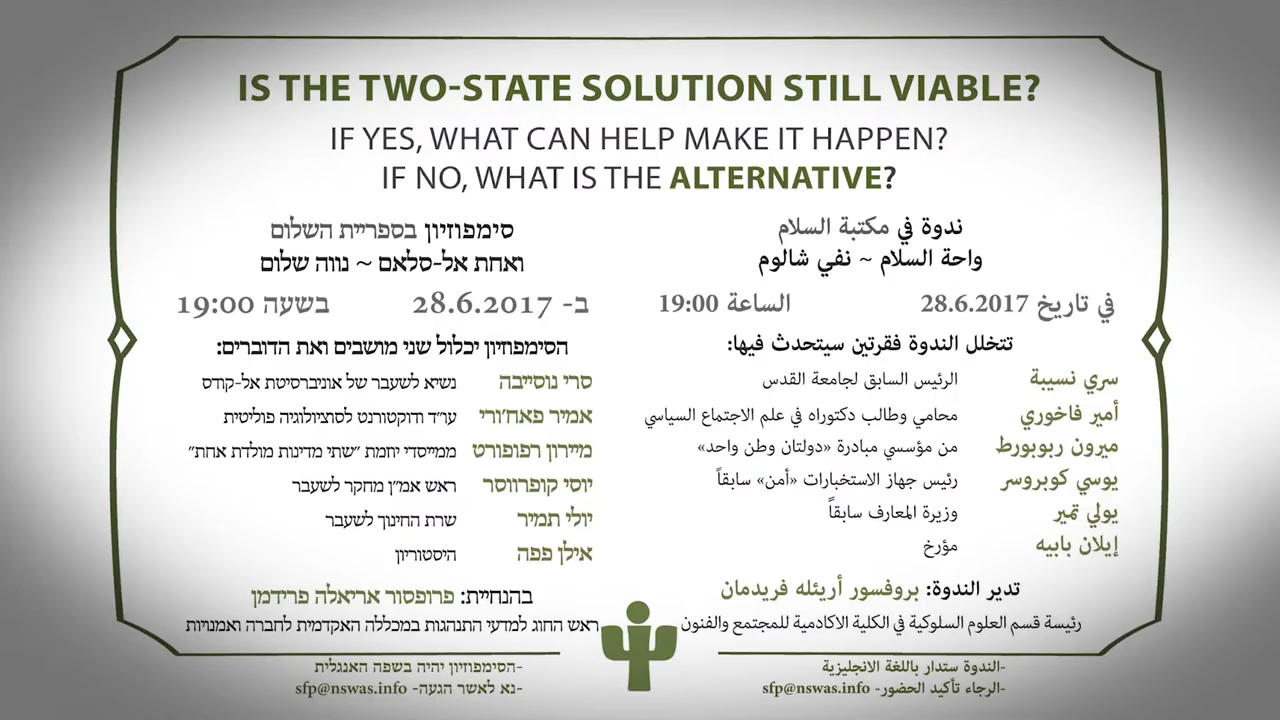 IS THE TWO-STATE SOLUTION STILL VIABLE?
IF YES, WHAT CAN HELP MAKE IT HAPPEN?
IF NO, WHAT IS THE ALTERNATIVE?
סימפוזיון בספריית השלום
ואחת אל-סלאם ~ נווה שלום
ב- 28.6.2017 בשעה 19:00
הסימפוזיון יכלול שני מושבים ואת הדוברים:
סרי נוסייבה נשיא לשעבר של אוניברסיטת אל-קודס
אמיר פאח'ורי עו״ד ודוקטורנט לסוציולוגיה פוליטית
מיירון רפופורט ממייסדי יוזמת ״שתי מדינות מולדת אחת״
יוסי קופרווסר ראש אמ״ן מחקר לשעבר
יולי תמיר שרת החינוך לשעבר
אילן פפה היסטוריון
בהנחיית: פרופסור אריאלה פרידמן
ראש החוג למדעי התנהגות במכללה האקדמית לחברה ואמנויות
-הסימפוזיון יהיה בשפה האנגלית
-נא לאשר הגעה- sfp@nswas.info
ندوة في مكتبة السلام
واحة السلام ~ نفي شالوم
في تاريخ 28.6.2017 الساعة 19:00
تتخلل الندوة فقرتين سيتحدث فيها:
سري نسيبة الرئيس السابق لجامعة القدس
أمير فاخوري محامي وطالب دكتوراه في علم الاجتماع السياسي
ميرون ربوبورط من مؤسسي مبادرة «دولتان وطن واحد»
يوسي كوبروسر رئيس جهاز الاستخبارات «أمن» سابقاً
يولي تمير وزيرة المعارف سابقاً
إيلان بابيه مؤرخ
تدير الندوة: بروفسور أريئله فريدمان
رئيسة قسم العلوم السلوكية في الكلية الاكادمية للمجتمع والفنون
-الندوة ستدار باللغة الانجليزية
-الرجاء تأكيد الحضور- sfp@nswas.info